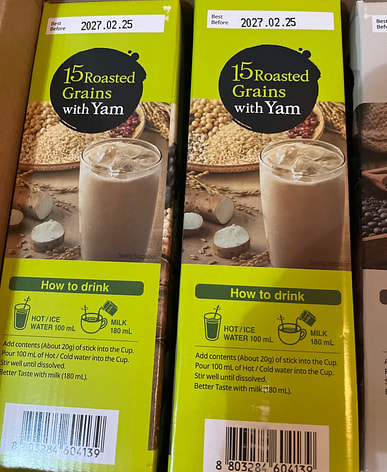 Best
Before
2027.02.25
15 Roasted
Grains
with Yam
How to drink
HOT / ICE
WATER 100 mL
MILK
180 mL
Add contents (About 20g) of stick into the Cup.
Pour 100 mL of Hot / Cold water into the Cup.
Stir well until dissolved.
Better Taste with milk (180 mL).
8 803284 604139
Best
Before
2027.02.25
15 Roasted
Grains
with Yam
How to drink
HOT / ICE
WATER 100 mL
MILK
180 mL
Add contents (About 20g) of stick into the Cup.
Pour 100 mL of Hot / Cold water into the Cup.
Stir well until dissolved.
Better Taste with milk (180 mL).
8 803284 604139
Best